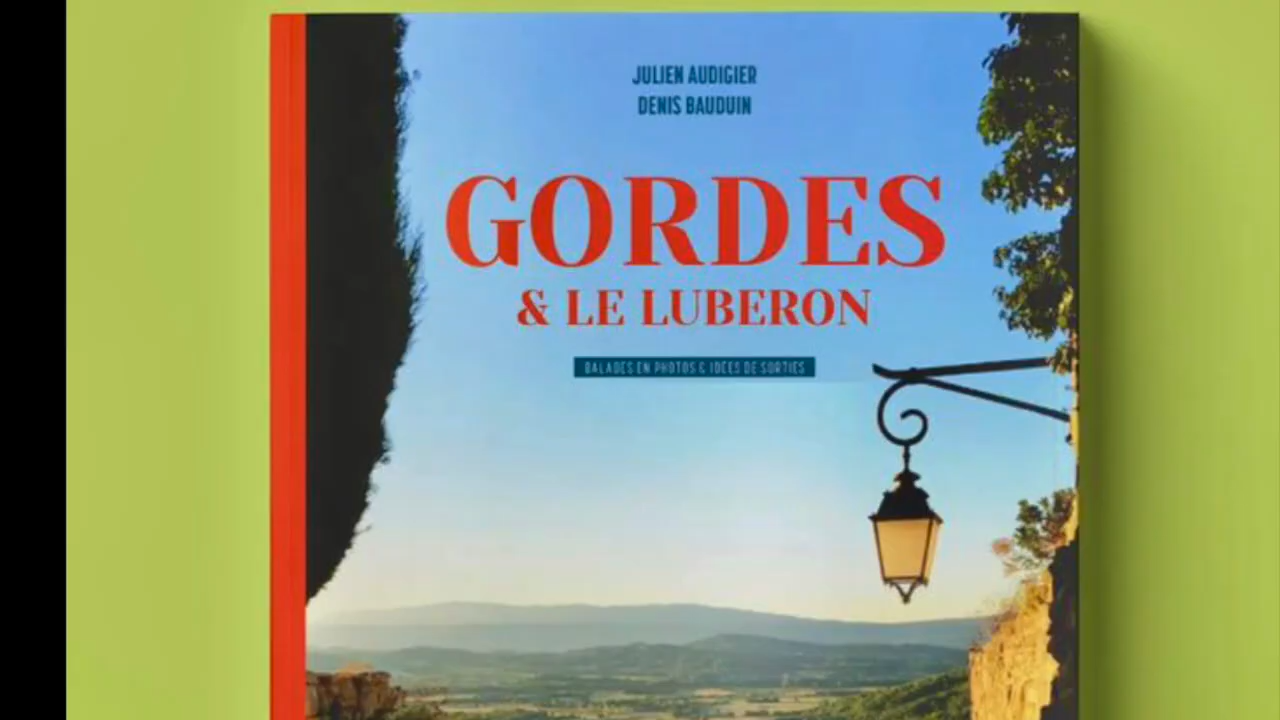 JULIEN AUDIGIER
DENIS BAUDUIN
GORDES
& LE LUBERON
BALADES EN PHOTOS & IDÉES DE SORTIES